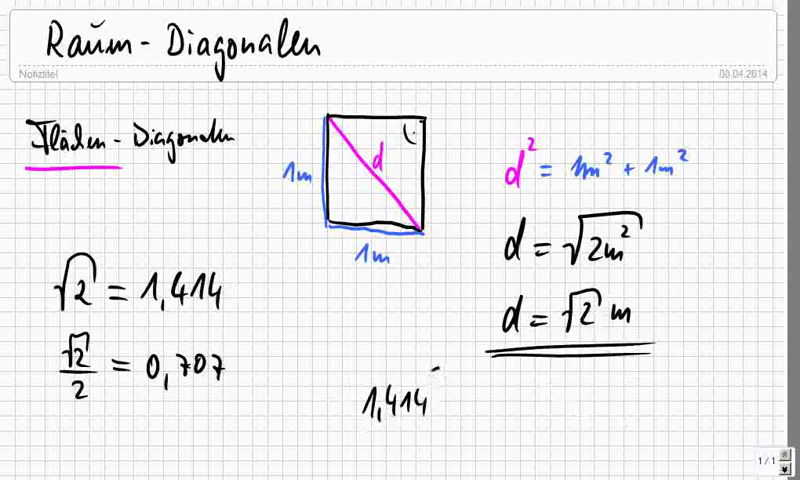 Raum - Diagonalen
Notiztitel
03.04.2014
Flächen - Diagonalen
d
1m
1m
d² = 1m² + 1m²
d = √2m²
d = √2 m
√2 = 1,414
√2/2 = 0,707
1,414
1 / 1